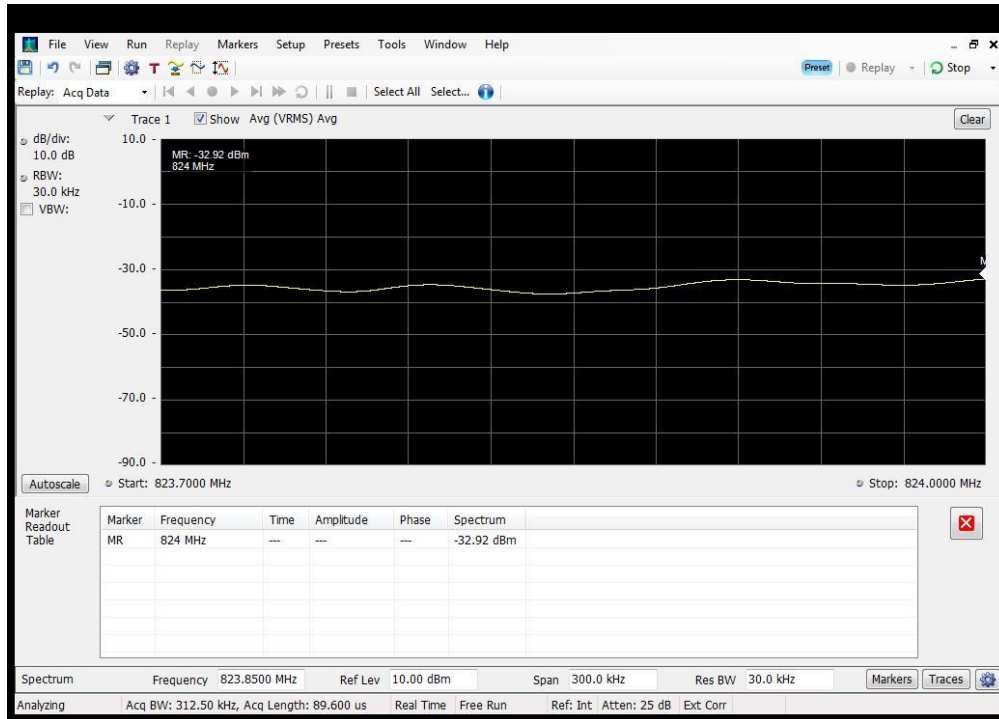 File View Run Replay Markers Setup Presets Tools Window Help
Preset Replay Stop
Replay: Acq Data Select All Select...
Trace 1 Show Avg (VRMS) Avg Clear
dB/div:
10.0 dB
RBW:
30.0 kHz
VBW:
10.0 -
MR: -32.92 dBm
824 MHz
-10.0 -
-30.0 -
M
-50.0 -
-70.0 -
-90.0 -
Autoscale Start: 823.7000 MHz Stop: 824.0000 MHz
Marker
Readout
Table
Marker Frequency Time Amplitude Phase Spectrum
MR 824 MHz --- --- --- -32.92 dBm
Spectrum Frequency 823.8500 MHz Ref Lev 10.00 dBm Span 300.0 kHz Res BW 30.0 kHz Markers Traces
Analyzing Acq BW: 312.50 kHz, Acq Length: 89.600 us Real Time Free Run Ref: Int Atten: 25 dB Ext Corr